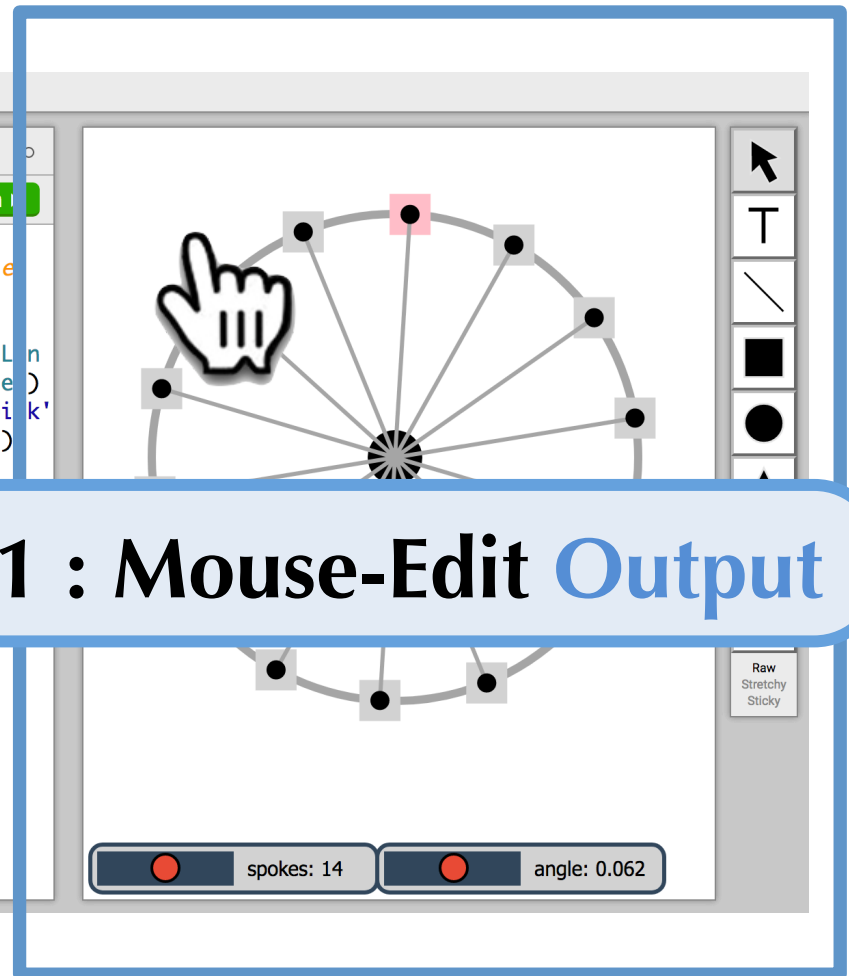 e
L n
e )
i k'
)
T
1 : Mouse-Edit Output
Raw
Stretchy
Sticky
spokes: 14
angle: 0.062